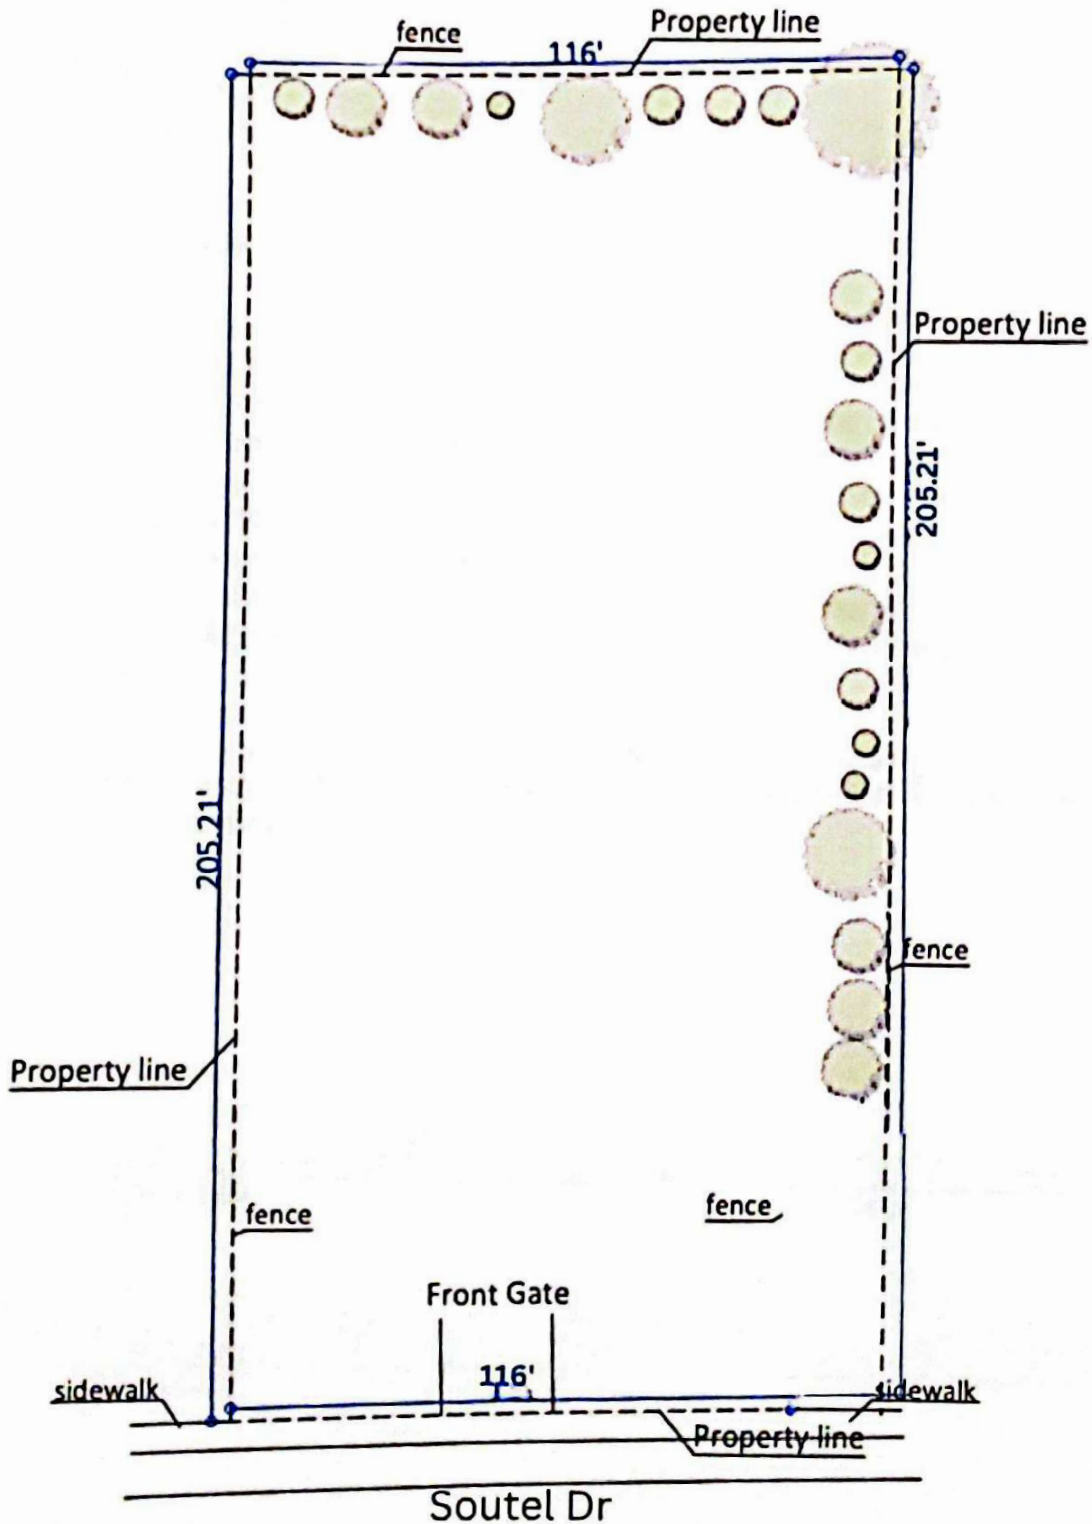 fence
Property line
116'
Property line
205.21'
205.21'
fence
Property line
fence
fence
Front Gate
116'
sidewalk
sidewalk
Property line
Soutel Dr